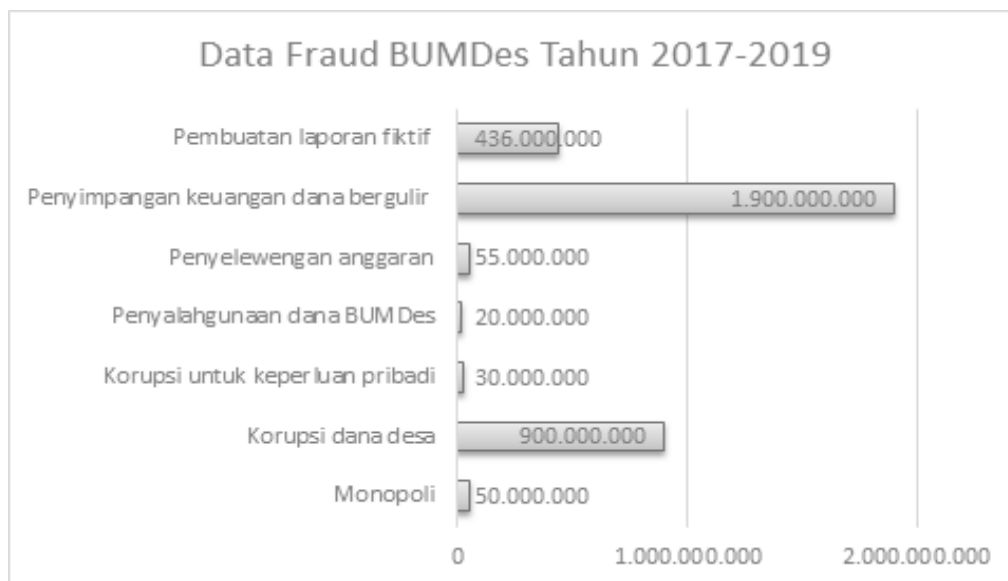 Data Fraud BUMDes Tahun 2017-2019
Pembuatan laporan fiktif 436.000.000
Penyimpangan keuangan dana bergulir 1.900.000.000
Penyelewengan anggaran 55.000.000
Penyalahgunaan dana BUMDes 20.000.000
Korupsi untuk keperluan pribadi 30.000.000
Korupsi dana desa 900.000.000
Monopoli 50.000.000
0 1.000.000.000 2.000.000.000